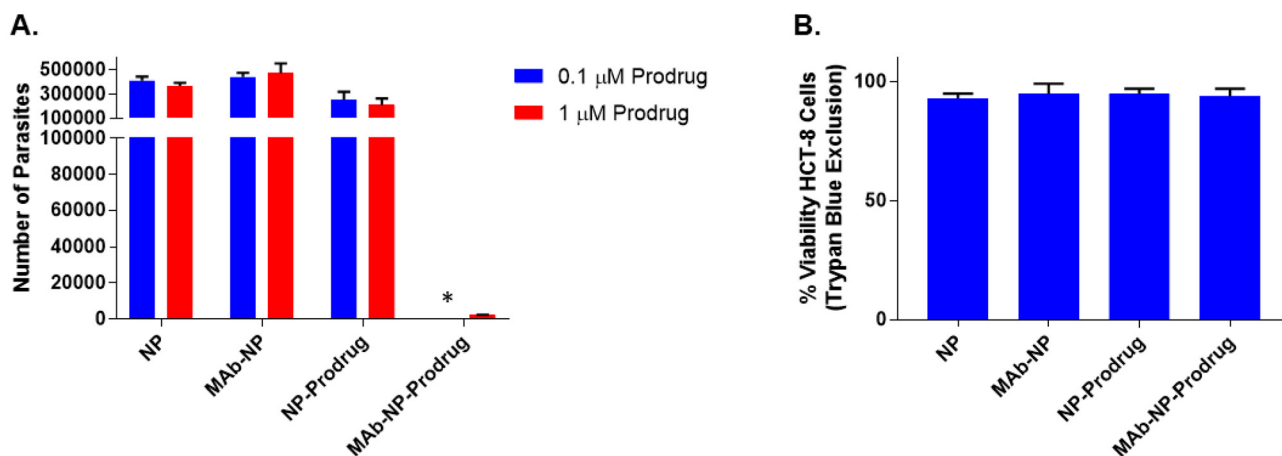 A.
500000
300000
100000
100000
80000
60000
40000
20000
0
Number of Parasites
*
NP
MAb-NP
NP-Prodrug
MAb-NP-Prodrug
0.1 μM Prodrug
1 μM Prodrug
B.
100
50
0
% Viability HCT-8 Cells
(Trypan Blue Exclusion)
NP
MAb-NP
NP-Prodrug
MAb-NP-Prodrug